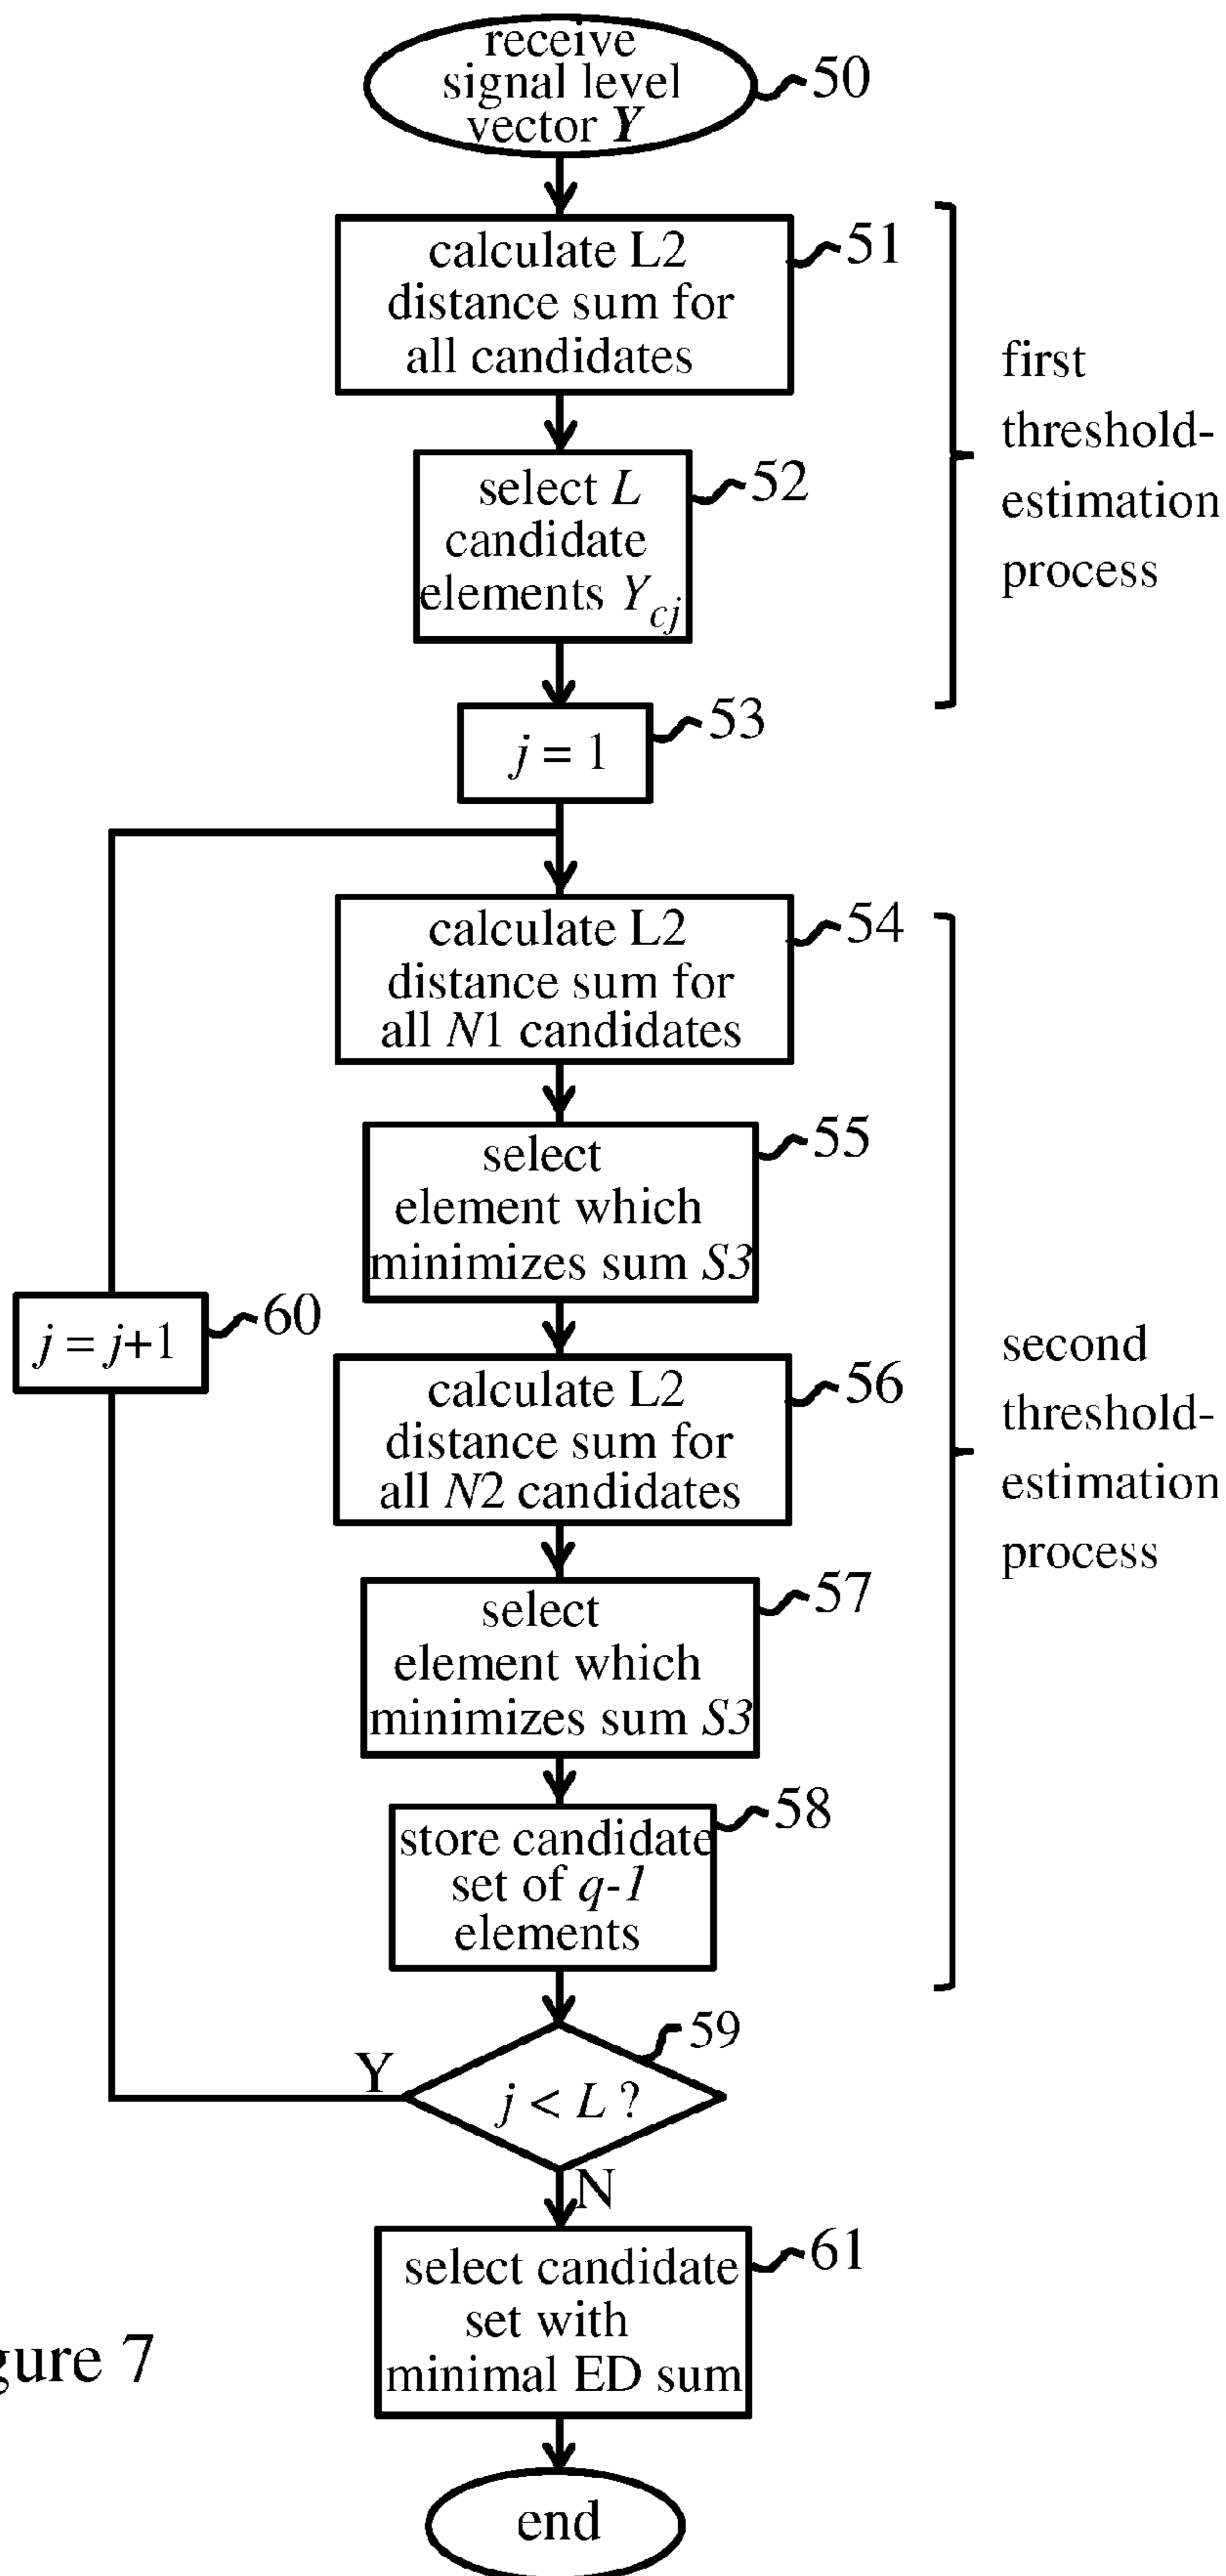 receive
signal level
vector Y
50
calculate L2
distance sum for
all candidates
51
select L
candidate
elements Ycj
52
first
threshold-
estimation
process
j = 1
53
calculate L2
distance sum for
all N1 candidates
54
select
element which
minimizes sum S3
55
j = j+1
60
calculate L2
distance sum for
all N2 candidates
56
select
element which
minimizes sum S3
57
store candidate
set of q-1
elements
58
second
threshold-
estimation
process
j < L ?
59
Y
N
select candidate
set with
minimal ED sum
61
gure 7
end